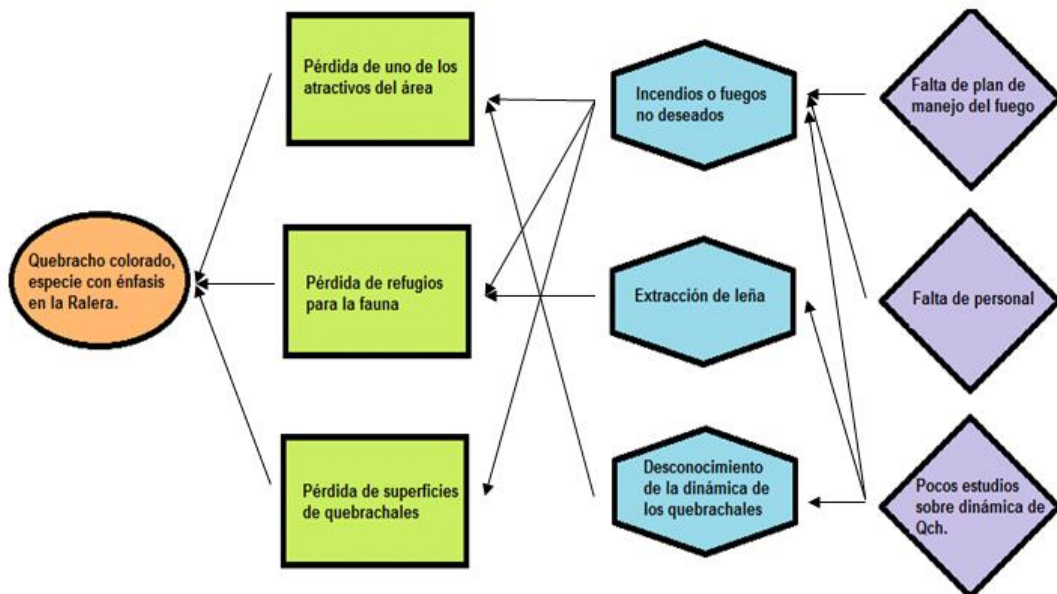 Quebracho colorado,
especie con énfasis
en la Ralera.
Pérdida de uno de los
atractivos del área
Pérdida de refugios
para la fauna
Pérdida de superficies
de quebrachales
Incendios o fuegos
no deseados
Extracción de leña
Desconocimiento
de la dinámica de
los quebrachales
Falta de plan de
manejo del fuego
Falta de personal
Pocos estudios
sobre dinámica de
Qch.